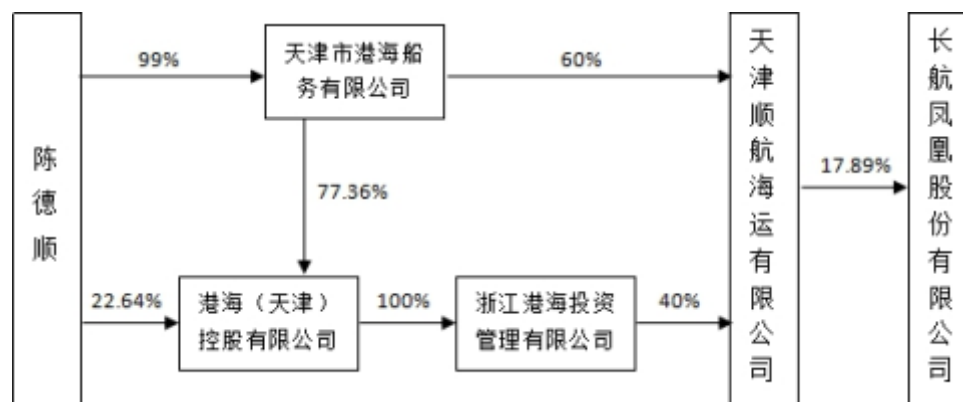 陈德顺
99%
天津市港海船
务有限公司
60%
77.36%
22.64%
港海（天津）
控股有限公司
100%
浙江港海投资
管理有限公司
40%
天津顺航海运有限公司
17.89%
长航凤凰股份有限公司